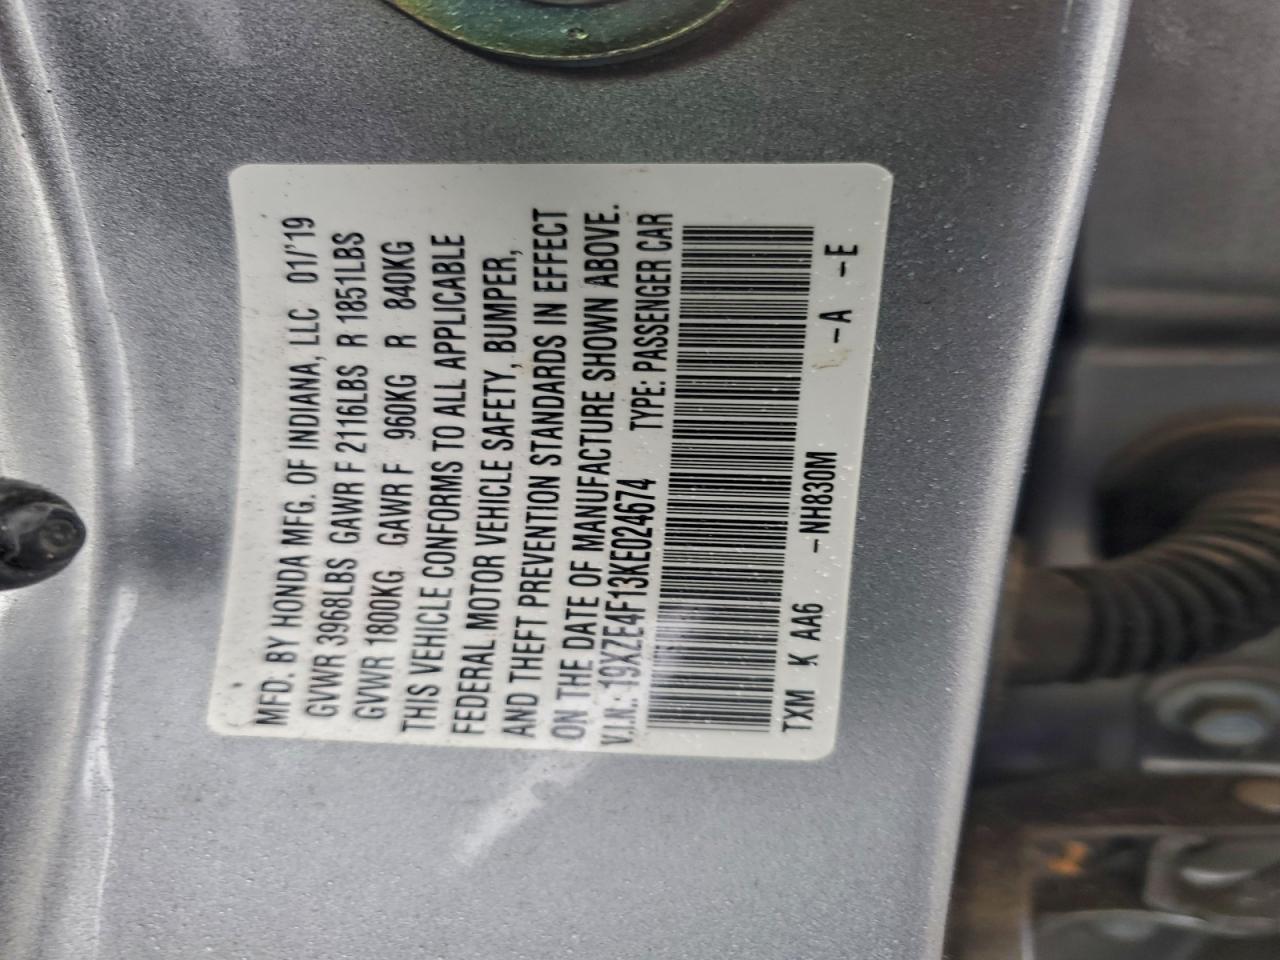 MFD. BY HONDA MFG. OF INDIANA, LLC 01/'19
GVWR 3968LBS GAWR F 2116LBS R 1851LBS
GVWR 1800KG GAWR F 960KG R 840KG
THIS VEHICLE CONFORMS TO ALL APPLICABLE
FEDERAL MOTOR VEHICLE SAFETY, BUMPER,
AND THEFT PREVENTION STANDARDS IN EFFECT
ON THE DATE OF MANUFACTURE SHOWN ABOVE.
V.I.N.: 19XZE4F13KE024674 TYPE: PASSENGER CAR
TXM K AA6 -NH830M -A -E